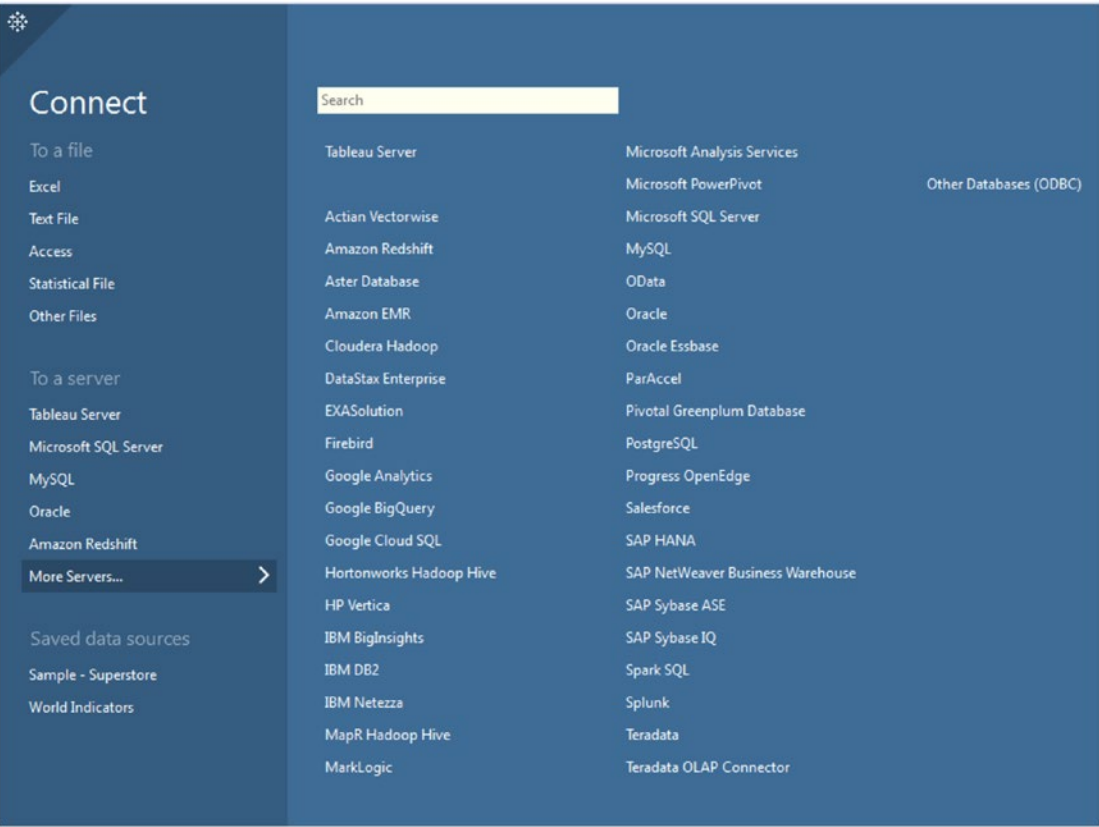 Connect
To a file
Excel
Text File
Access
Statistical File
Other Files
To a server
Tableau Server
Microsoft SQL Server
MySQL
Oracle
Amazon Redshift
More Servers...
Saved data sources
Sample - Superstore
World Indicators
Search
Tableau Server
Actian Vectorwise
Amazon Redshift
Aster Database
Amazon EMR
Cloudera Hadoop
DataStax Enterprise
EXASolution
Firebird
Google Analytics
Google BigQuery
Google Cloud SQL
Hortonworks Hadoop Hive
HP Vertica
IBM BigInsights
IBM DB2
IBM Netezza
MapR Hadoop Hive
MarkLogic
Microsoft Analysis Services
Microsoft PowerPivot
Microsoft SQL Server
MySQL
OData
Oracle
Oracle Essbase
ParAccel
Pivotal Greenplum Database
PostgreSQL
Progress OpenEdge
Salesforce
SAP HANA
SAP NetWeaver Business Warehouse
SAP Sybase ASE
SAP Sybase IQ
Spark SQL
Splunk
Teradata
Teradata OLAP Connector
Other Databases (ODBC)